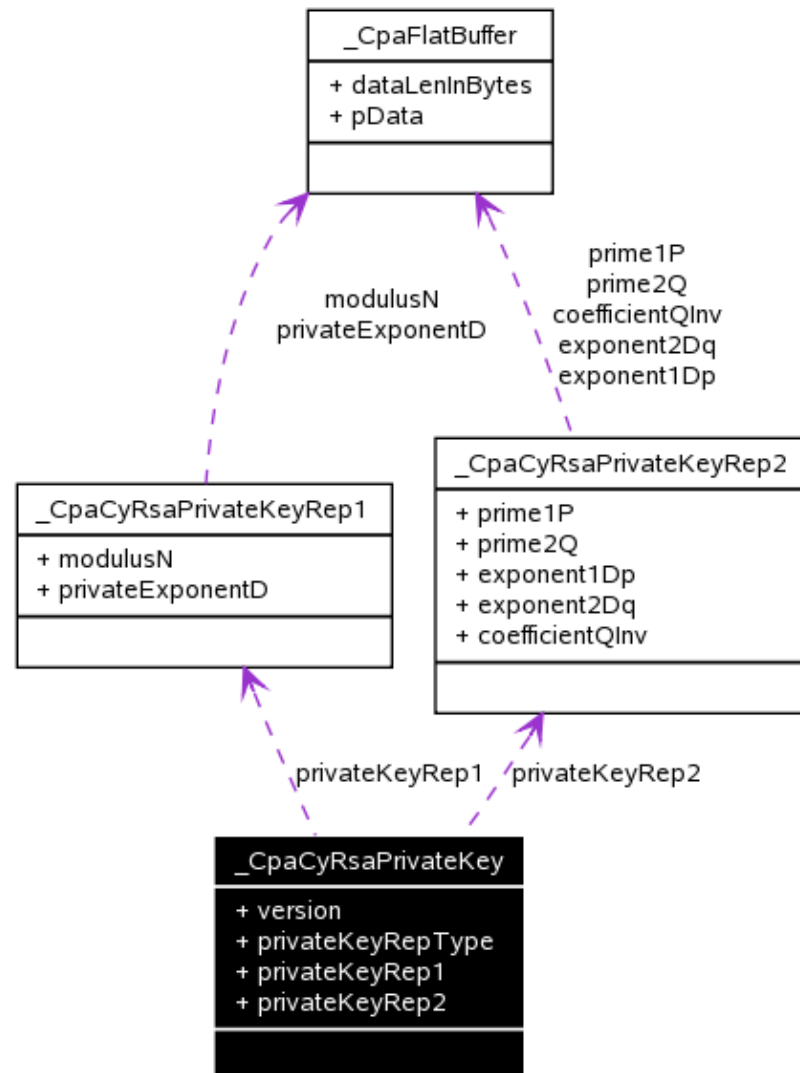 _CpaFlatBuffer
+ dataLenInBytes
+ pData
prime1P
prime2Q
coefficientQInv
exponent2Dq
exponent1Dp
modulusN
privateExponentD
_CpaCyRsaPrivateKeyRep2
+ prime1P
+ prime2Q
+ exponent1Dp
+ exponent2Dq
+ coefficientQInv
_CpaCyRsaPrivateKeyRep1
+ modulusN
+ privateExponentD
privateKeyRep1
privateKeyRep2
_CpaCyRsaPrivateKey
+ version
+ privateKeyRepType
+ privateKeyRep1
+ privateKeyRep2